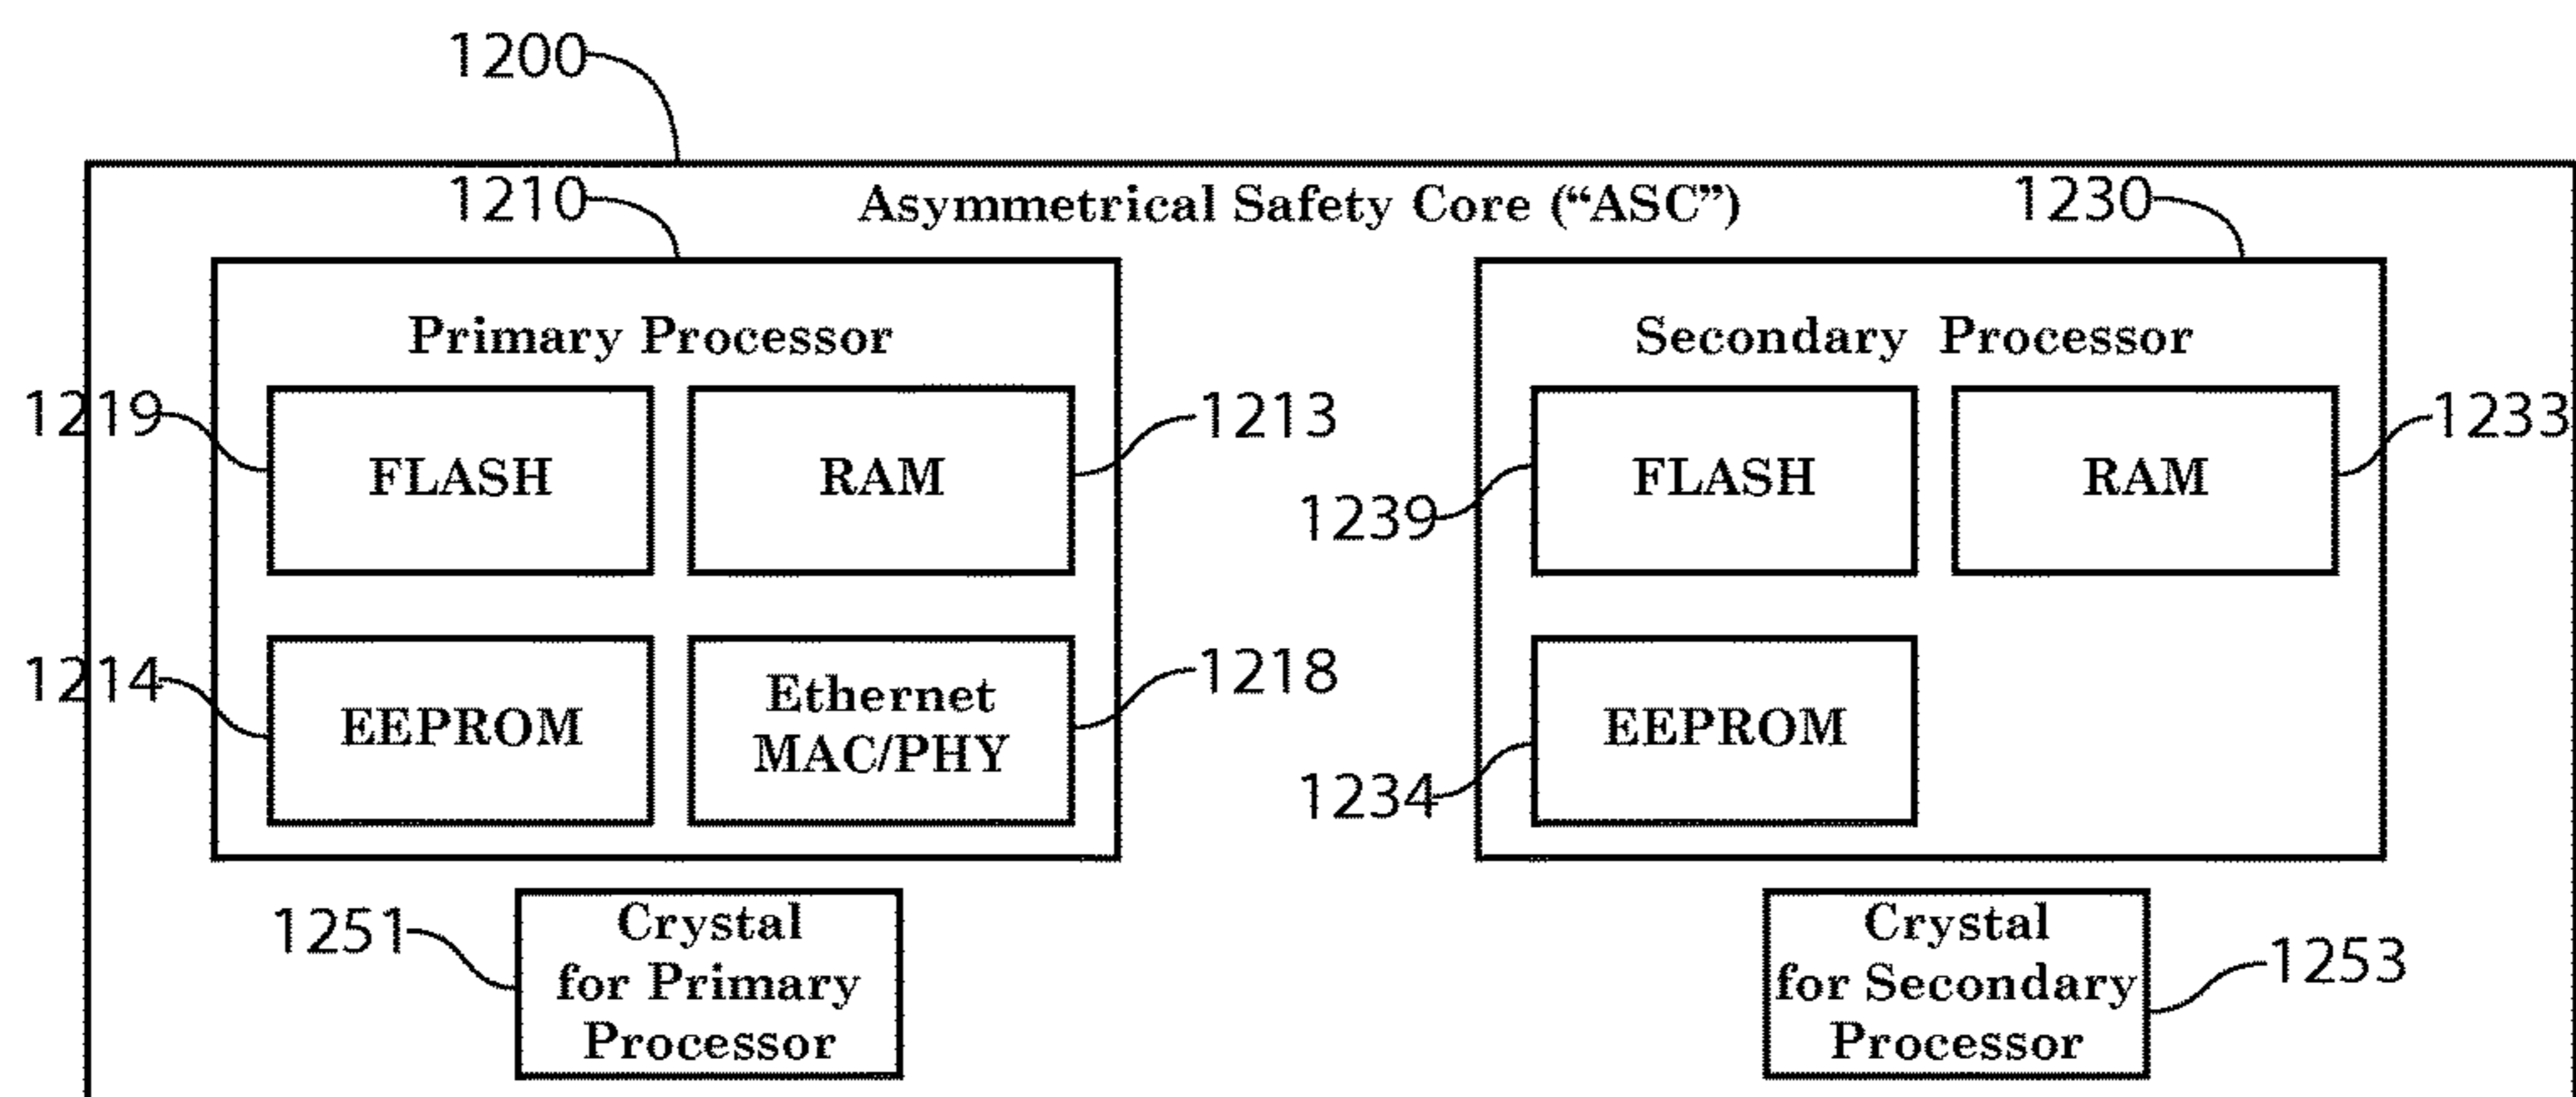 1200
1210
Asymmetrical Safety Core (“ASC”)
1230
Primary Processor
Secondary Processor
1219
FLASH
RAM
1213
1239
FLASH
RAM
1233
1214
EEPROM
Ethernet
MAC/PHY
1218
1234
EEPROM
1251
Crystal
for Primary
Processor
Crystal
for Secondary
Processor
1253